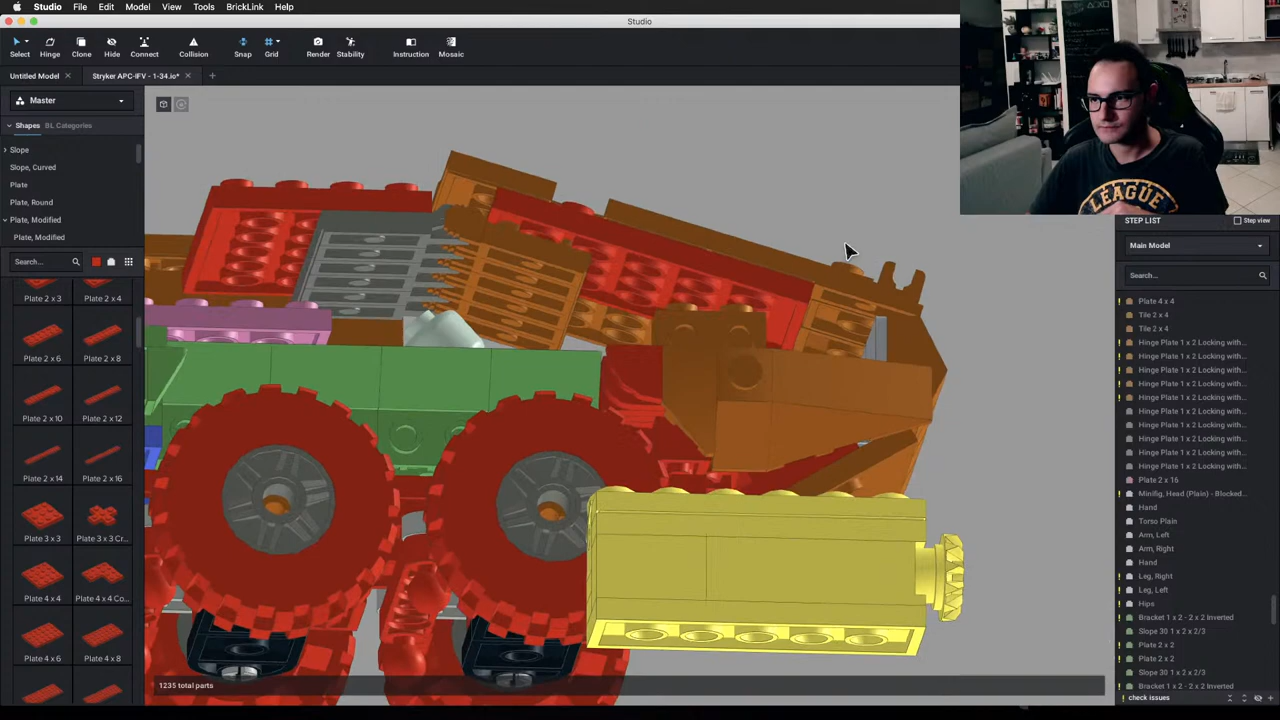 Studio File Edit Model View Tools BrickLink Help
Studio
Select Hinge Clone Hide Connect Collision Snap Grid Render Stability Instruction Mosaic
Untitled Model Stryker APC-IFV - 1-34.io*
Master
Shapes BL Categories
Slope
Slope, Curved
Plate
Plate, Round
Plate, Modified
Plate, Modified
Search...
Plate 2 x 3 Plate 2 x 4
Plate 2 x 6 Plate 2 x 8
Plate 2 x 10 Plate 2 x 12
Plate 2 x 14 Plate 2 x 16
Plate 3 x 3 Plate 3 x 3 Cr...
Plate 4 x 4 Plate 4 x 4 Co...
Plate 4 x 6 Plate 4 x 8
1235 total parts
LEAGUE
STEP LIST Step view
Main Model
Search...
Plate 4 x 4
Tile 2 x 4
Tile 2 x 4
Hinge Plate 1 x 2 Locking with...
Hinge Plate 1 x 2 Locking with...
Hinge Plate 1 x 2 Locking with...
Hinge Plate 1 x 2 Locking with...
Hinge Plate 1 x 2 Locking with...
Hinge Plate 1 x 2 Locking with...
Hinge Plate 1 x 2 Locking with...
Hinge Plate 1 x 2 Locking with...
Hinge Plate 1 x 2 Locking with...
Hinge Plate 1 x 2 Locking with...
Plate 2 x 16
Minifig, Head (Plain) - Blocked...
Hand
Torso Plain
Arm, Left
Arm, Right
Hand
Leg, Right
Leg, Left
Hips
Bracket 1 x 2 - 2 x 2 Inverted
Slope 30 1 x 2 x 2/3
Plate 2 x 2
Plate 2 x 2
Slope 30 1 x 2 x 2/3
Bracket 1 x 2 - 2 x 2 Inverted
! check issues